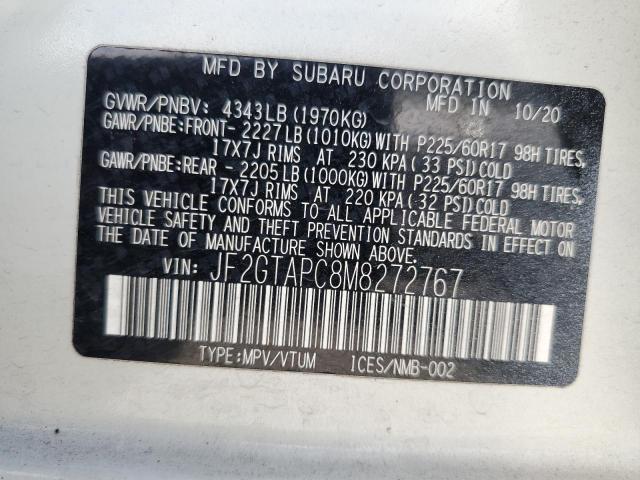 MFD BY SUBARU CORPORATION
GVWR/PNBV: 4343LB (1970KG) MFD IN 10/20
GAWR/PNBE:FRONT- 2227LB(1010KG)WITH P225/60R17 98H TIRES,
17X7J RIMS AT 230 KPA (33 PSI)COLD
GAWR/PNBE:REAR - 2205LB(1000KG)WITH P225/60R17 98H TIRES,
17X7J RIMS AT 220 KPA (32 PSI)COLD
THIS VEHICLE CONFORMS TO ALL APPLICABLE FEDERAL MOTOR
VEHICLE SAFETY AND THEFT PREVENTION STANDARDS IN EFFECT ON
THE DATE OF MANUFACTURE SHOWN ABOVE.
VIN: JF2GTAPC8M8272767
TYPE:MPV/VTUM ICES/NMB-002